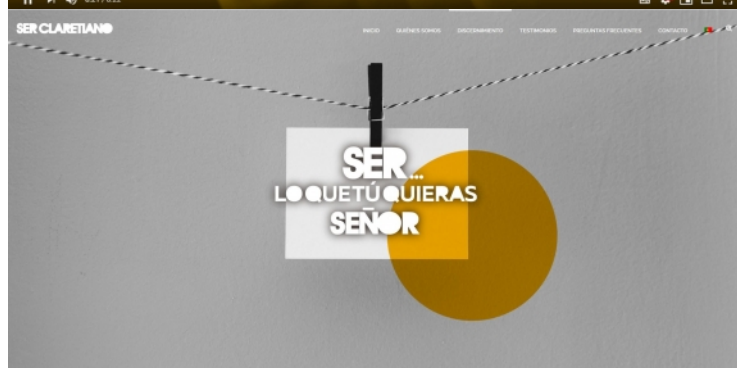 SER CLARETIANO
INICIO QUIÉNES SOMOS DISCERNIMIENTO TESTIMONIOS PREGUNTAS FRECUENTES CONTACTO
SER...
LO QUE TÚ QUIERAS
SEÑOR